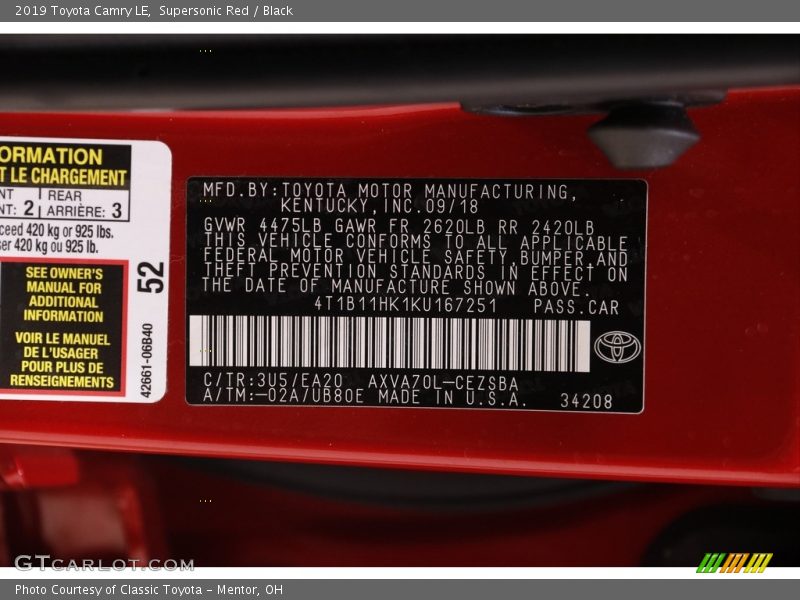 2019 Toyota Camry LE, Supersonic Red / Black
ORMATION
T LE CHARGEMENT
NT | REAR
NT: 2 | ARRIÈRE: 3
ceed 420 kg or 925 lbs.
ser 420 kg ou 925 lb.
SEE OWNER'S
MANUAL FOR
ADDITIONAL
INFORMATION
VOIR LE MANUEL
DE L'USAGER
POUR PLUS DE
RENSEIGNEMENTS
52
42661-06B40
MFD.BY:TOYOTA MOTOR MANUFACTURING,
KENTUCKY,INC.09/18
GVWR 4475LB GAWR FR 2620LB RR 2420LB
THIS VEHICLE CONFORMS TO ALL APPLICABLE
FEDERAL MOTOR VEHICLE SAFETY,BUMPER,AND
THEFT PREVENTION STANDARDS IN EFFECT ON
THE DATE OF MANUFACTURE SHOWN ABOVE.
4T1B11HK1KU167251 PASS.CAR
C/TR:3U5/EA20 AXVA70L-CEZSBA
A/TM:-02A/UB80E MADE IN U.S.A. 34208
GTCARLOT.COM
Photo Courtesy of Classic Toyota - Mentor, OH